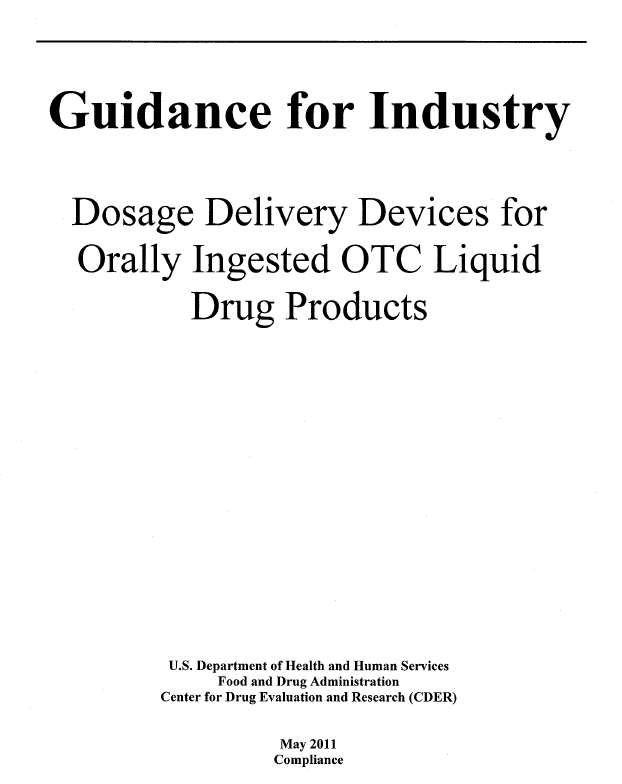 Guidance for Industry
Dosage Delivery Devices for
Orally Ingested OTC Liquid
Drug Products
U.S. Department of Health and Human Services
Food and Drug Administration
Center for Drug Evaluation and Research (CDER)
May 2011
Compliance